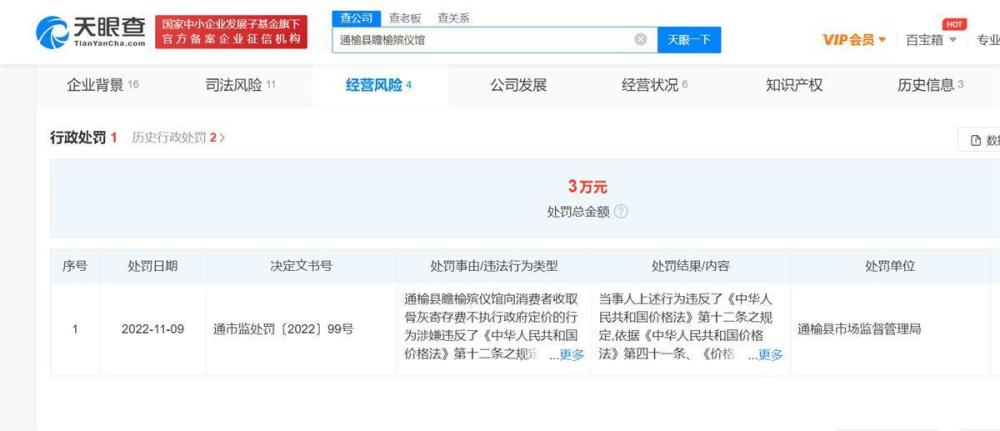 查公司 查老板 查关系
天眼查
TianYanCha.com
国家中小企业发展子基金旗下
官方备案企业征信机构
通榆县瞻榆殡仪馆
天眼一下
VIP会员
百宝箱
HOT
专业
企业背景 16
司法风险 11
经营风险 4
公司发展
经营状况 6
知识产权
历史信息 3
行政处罚 1
历史行政处罚 2
数据
3万元
处罚总金额 ?
序号 处罚日期 决定文书号 处罚事由/违法行为类型 处罚结果/内容 处罚单位
1
2022-11-09
通市监处罚〔2022〕99号
通榆县瞻榆殡仪馆向消费者收取
骨灰寄存费不执行政府定价的行
为涉嫌违反了《中华人民共和国
价格法》第十二条之规定 ...更多
当事人上述行为违反了《中华人
民共和国价格法》第十二条之规
定,依据《中华人民共和国价格
法》第四十一条、《价格 ...更多
通榆县市场监督管理局